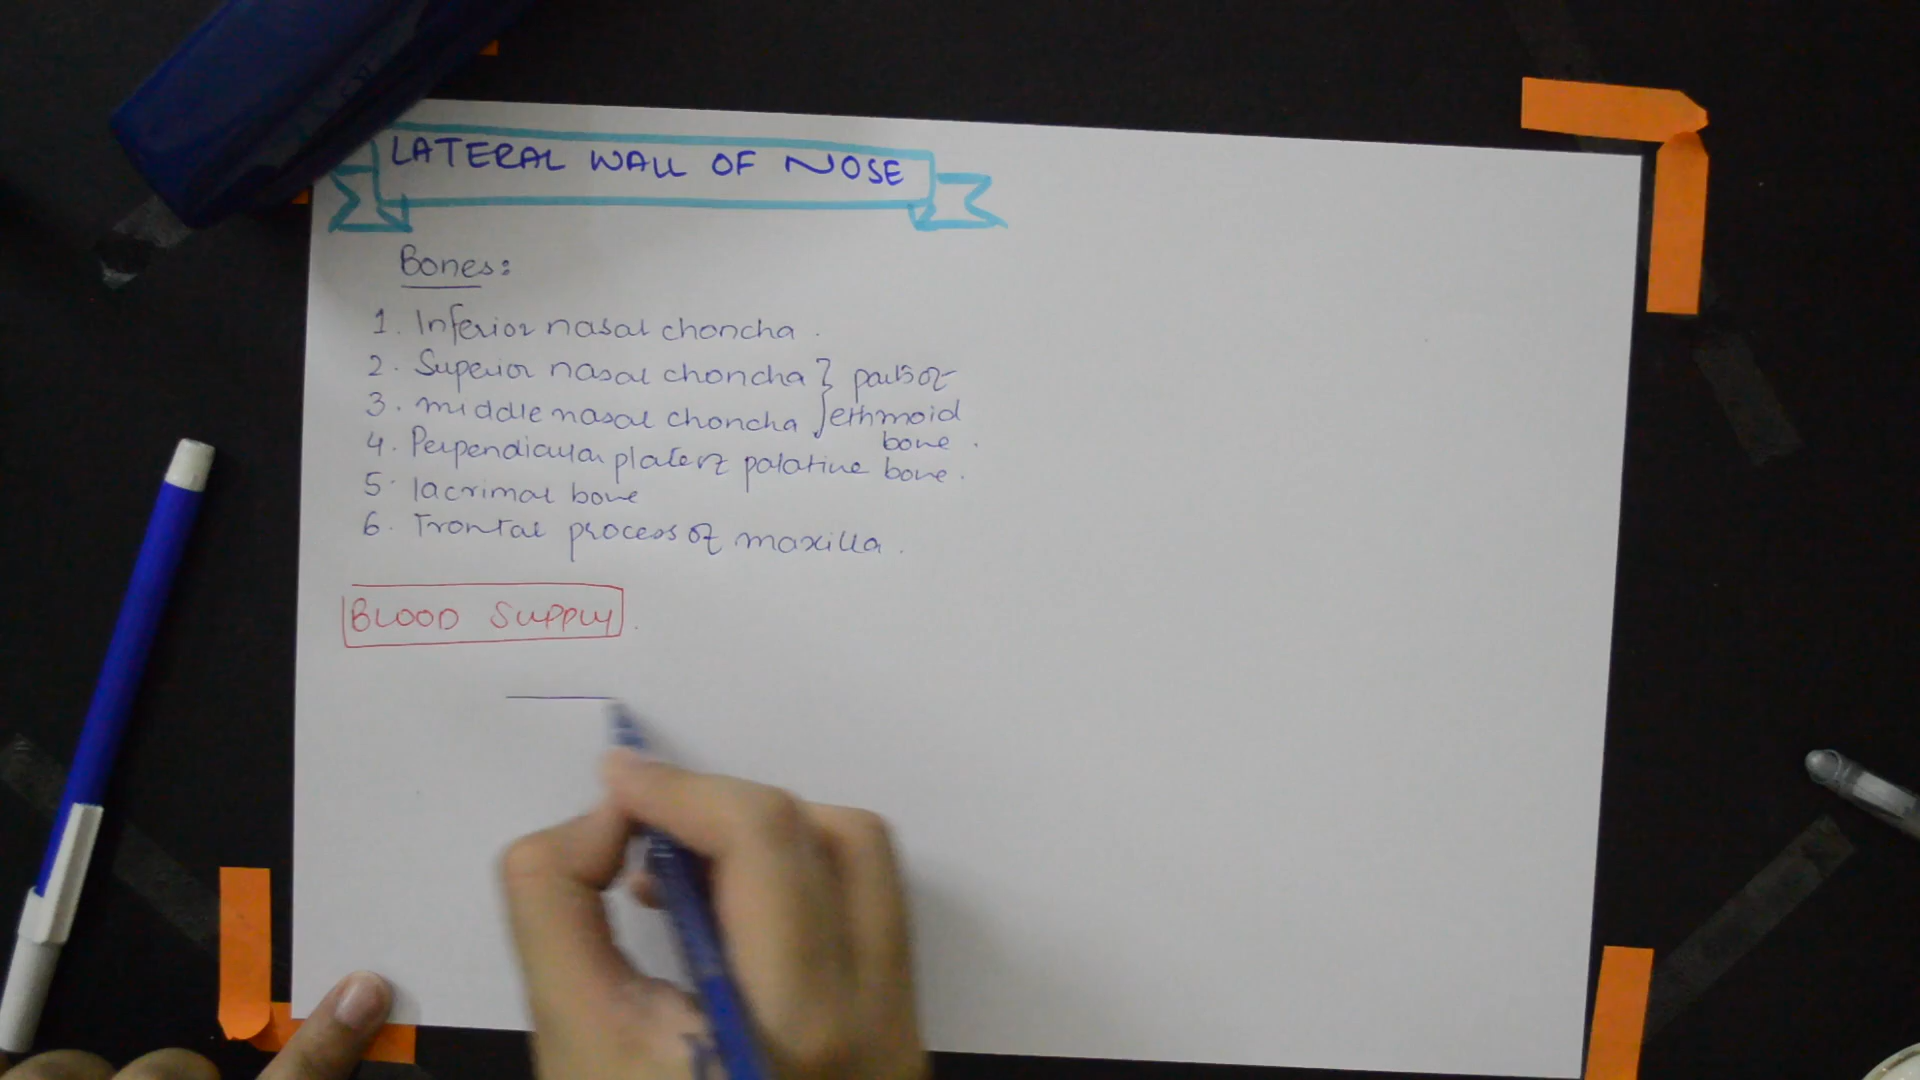 LATERAL WALL OF NOSE
Bones:
1. Inferior nasal choncha.
2. Superior nasal choncha } parts of
3. middle nasal choncha } ethmoid
bone.
4. Perpendicular plate of palatine bone.
5. lacrimal bone
6. Frontal process of maxilla.
BLOOD SUPPLY.